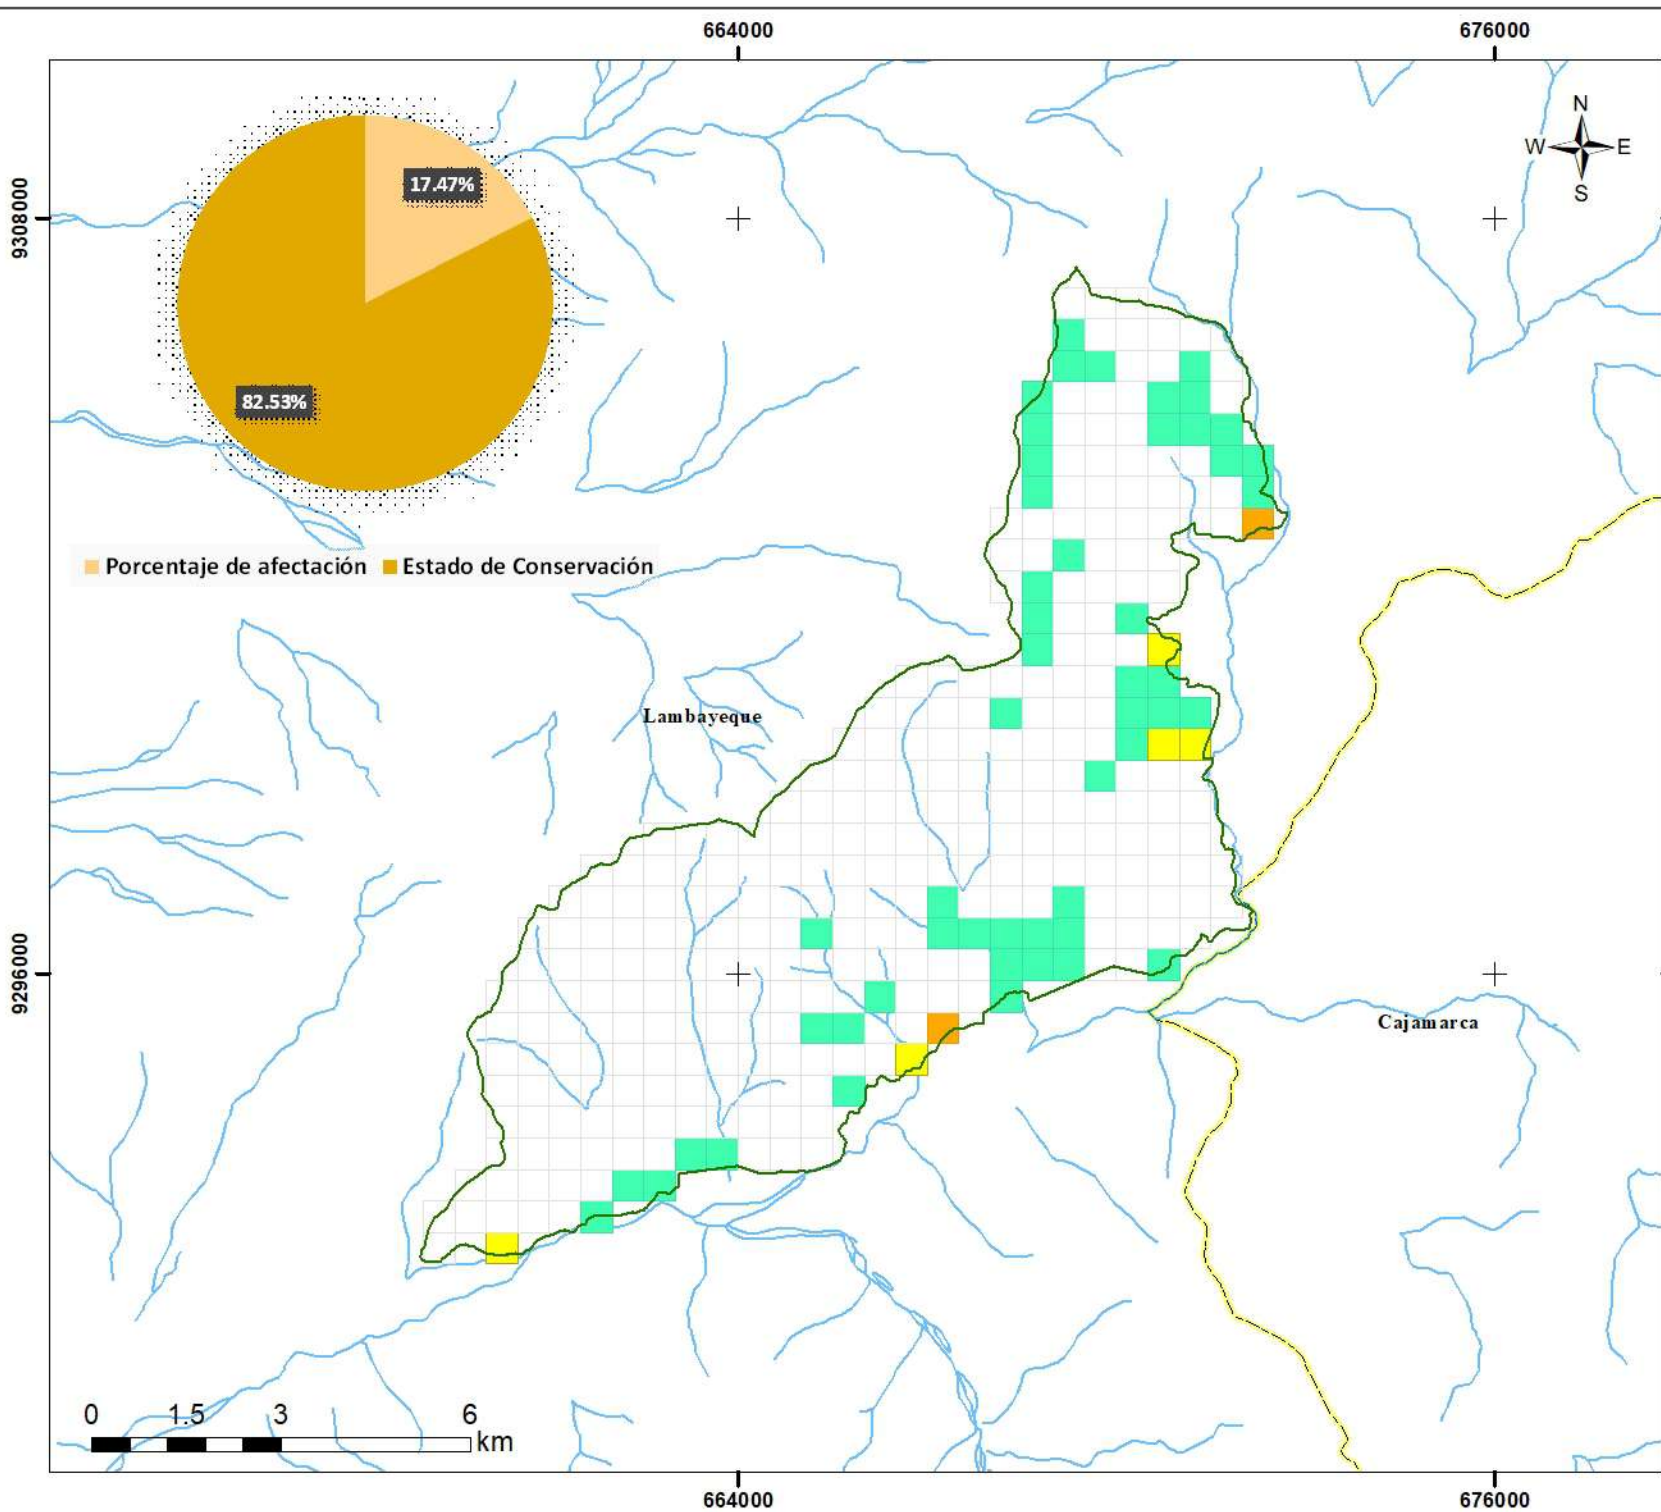 664000 676000
N
W E
S
9308000
17.47%
82.53%
Porcentaje de afectación Estado de Conservación
Lambayeque
9296000
Cajamarca
0 1.5 3 6
km
664000 676000